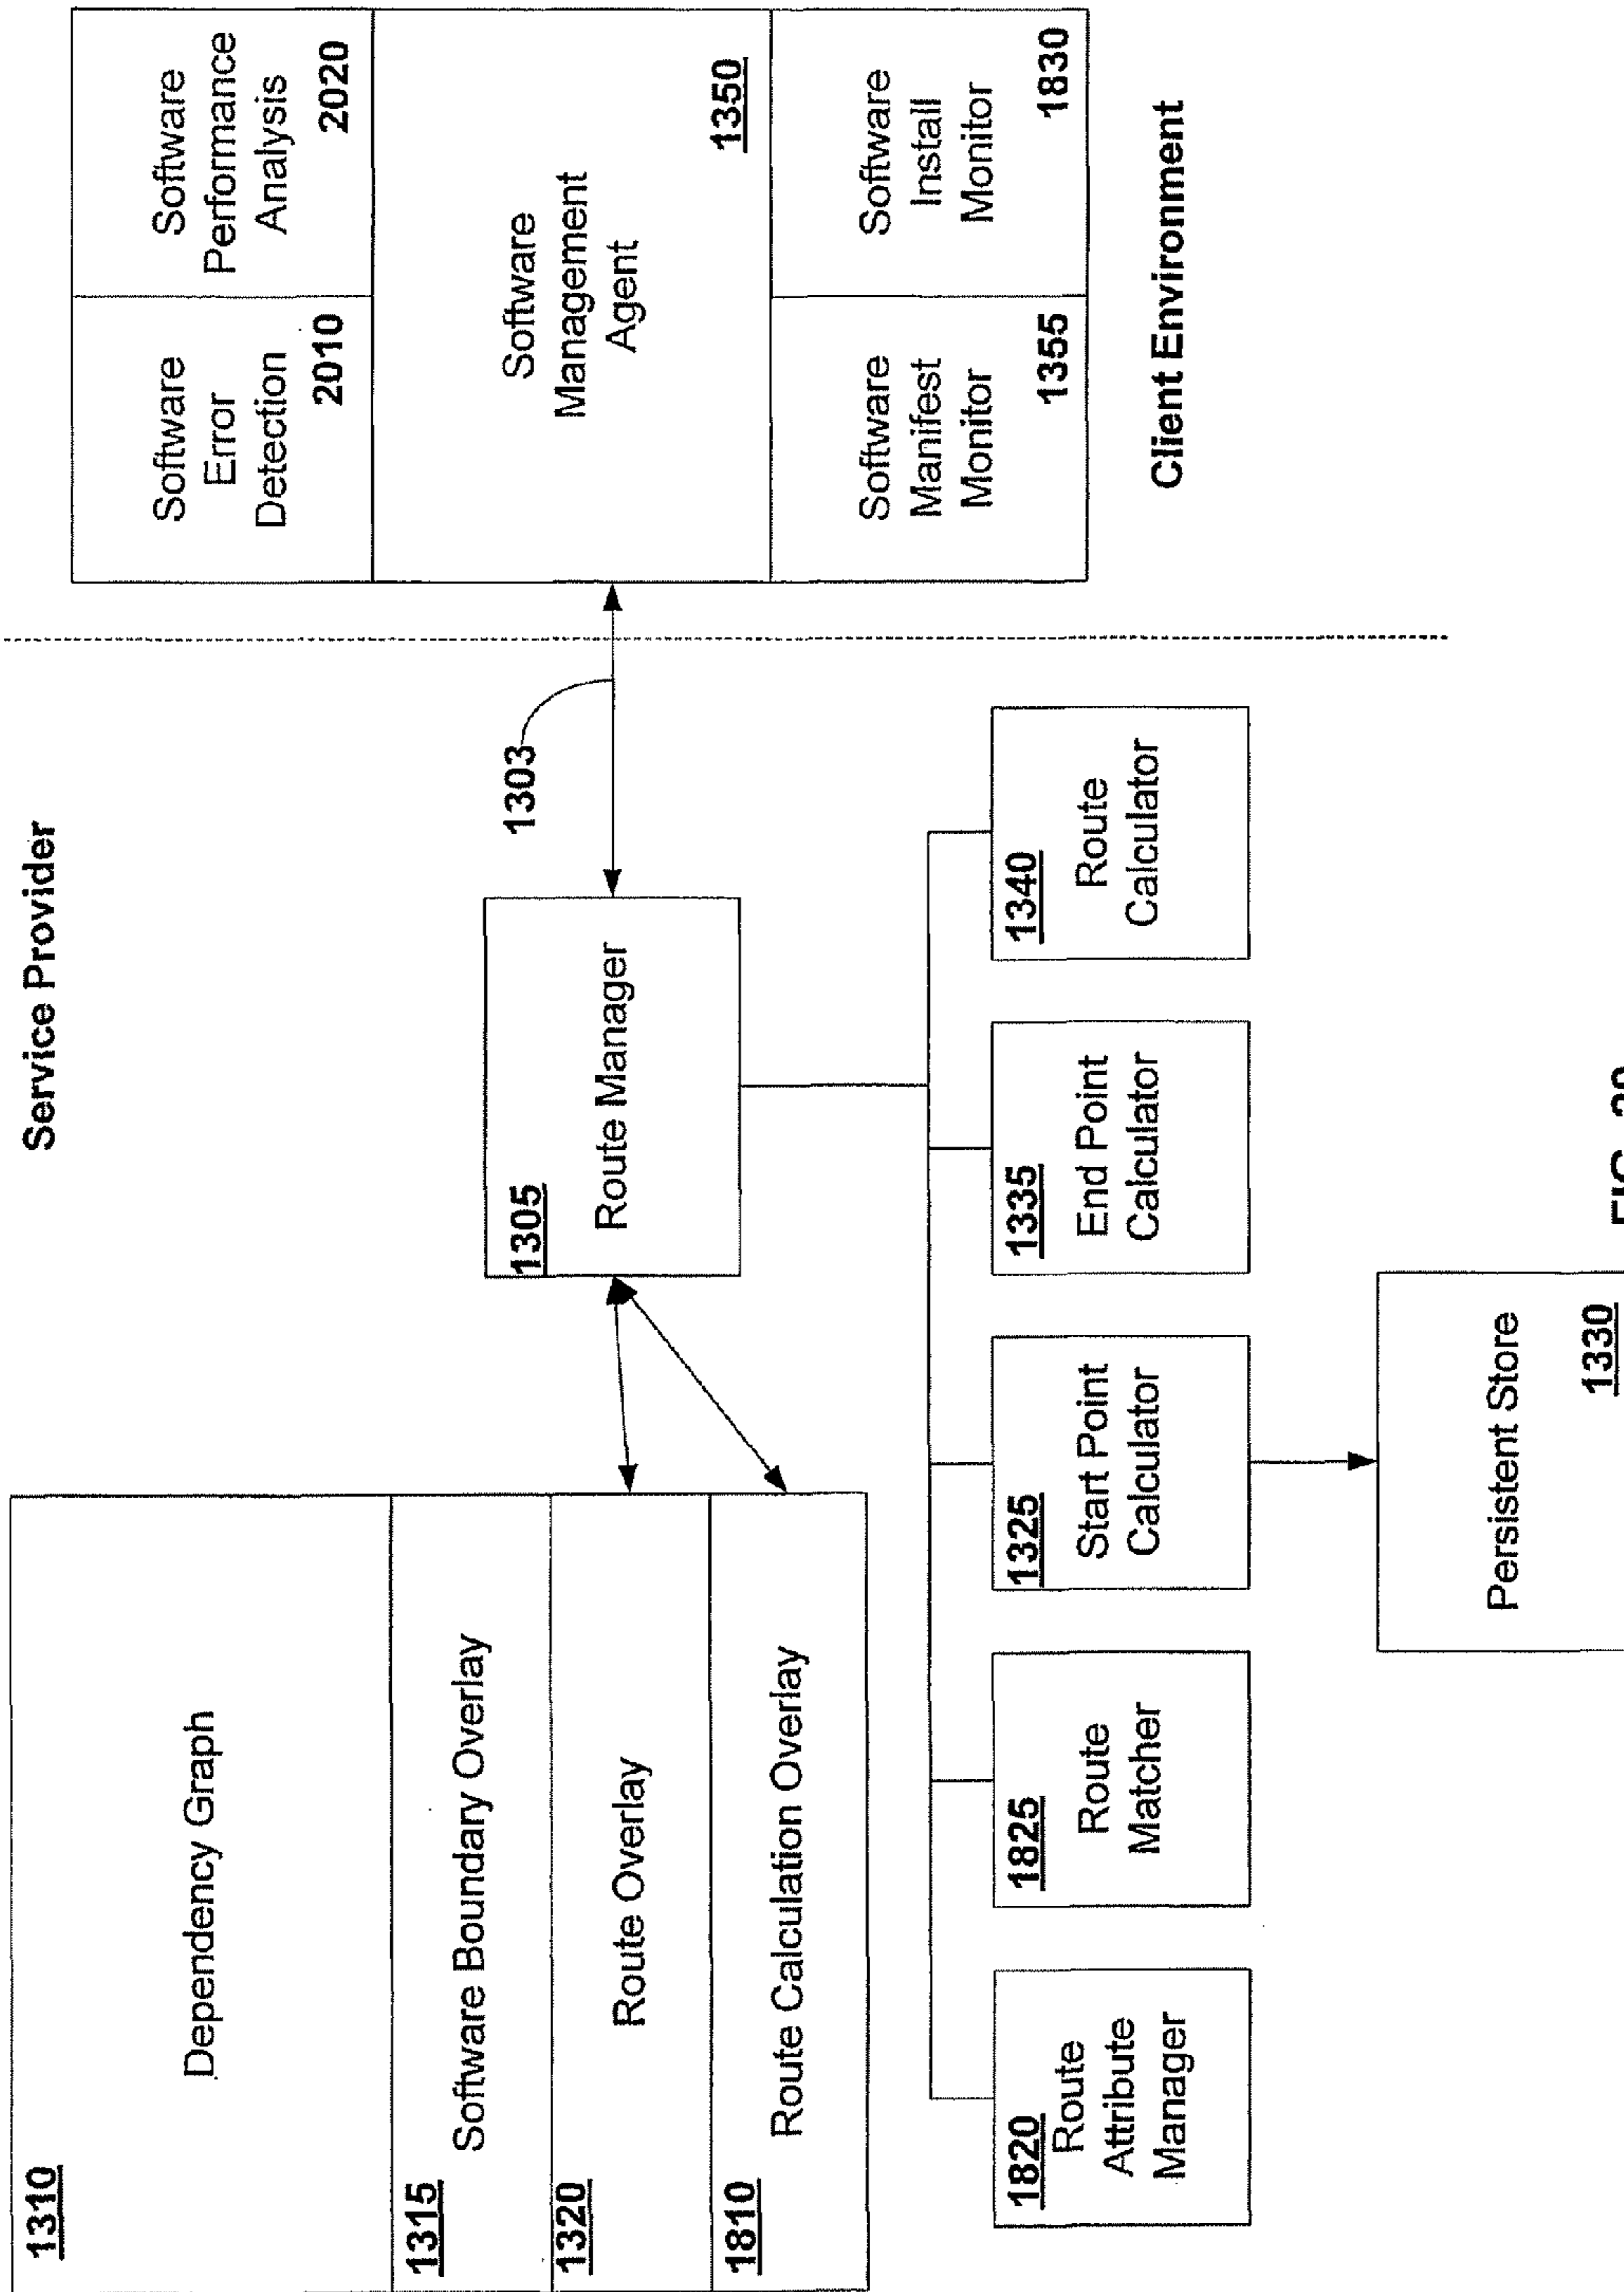 Service Provider
1310
Dependency Graph
1315
Software Boundary Overlay
1320
Route Overlay
1810
Route Calculation Overlay
1305
Route Manager
1303
1820
Route
Attribute
Manager
1825
Route
Matcher
1325
Start Point
Calculator
1335
End Point
Calculator
1340
Route
Calculator
Persistent Store
1330
Software
Error
Detection
2010
Software
Performance
Analysis
2020
Software
Management
Agent
1350
Software
Manifest
Monitor
1355
Software
Install
Monitor
1830
Client Environment
FIG.